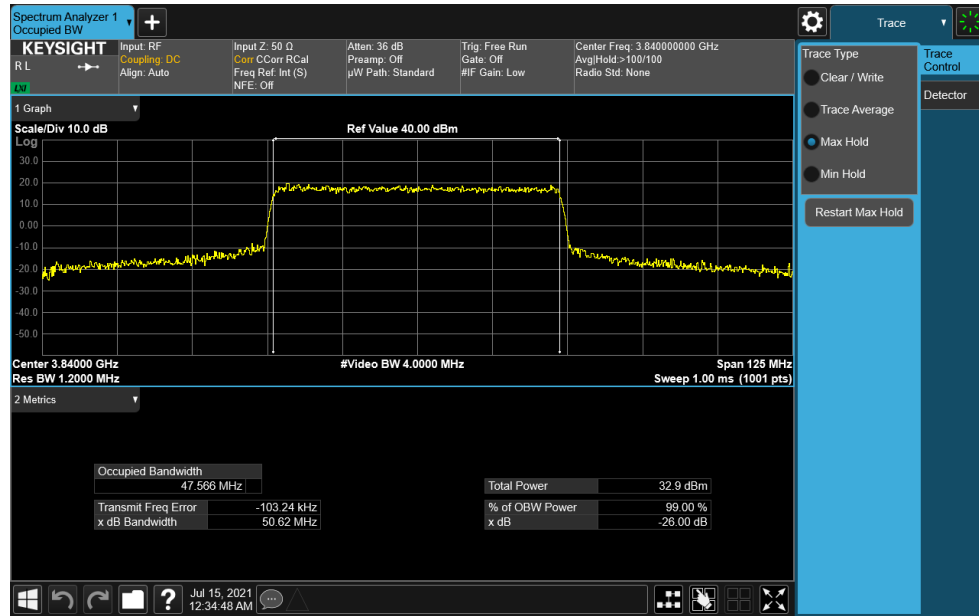 Spectrum Analyzer 1
Occupied BW
Trace
KEYSIGHT
R L
LXI
Input: RF
Coupling: DC
Align: Auto
Input Z: 50 Ω
Corr CCorr RCal
Freq Ref: Int (S)
NFE: Off
Atten: 36 dB
Preamp: Off
µW Path: Standard
Trig: Free Run
Gate: Off
#IF Gain: Low
Center Freq: 3.840000000 GHz
Avg|Hold:>100/100
Radio Std: None
Trace Type
Clear / Write
Trace Average
Max Hold
Min Hold
Restart Max Hold
Trace
Control
Detector
1 Graph
Scale/Div 10.0 dB
Ref Value 40.00 dBm
Log
30.0
20.0
10.0
0.00
-10.0
-20.0
-30.0
-40.0
-50.0
Center 3.84000 GHz
#Video BW 4.0000 MHz
Span 125 MHz
Res BW 1.2000 MHz
Sweep 1.00 ms (1001 pts)
2 Metrics
Occupied Bandwidth
47.566 MHz
Total Power 32.9 dBm
Transmit Freq Error -103.24 kHz
% of OBW Power 99.00 %
x dB Bandwidth 50.62 MHz
x dB -26.00 dB
?
Jul 15, 2021
12:34:48 AM